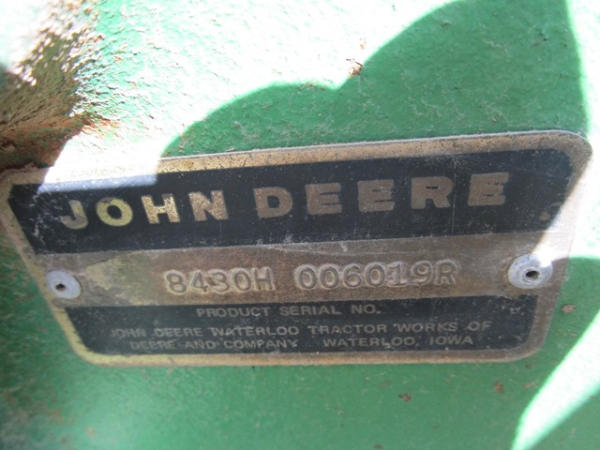 JOHN DEERE
8430H 006019R
PRODUCT SERIAL NO.
JOHN DEERE WATERLOO TRACTOR WORKS OF
DEERE AND COMPANY WATERLOO, IOWA